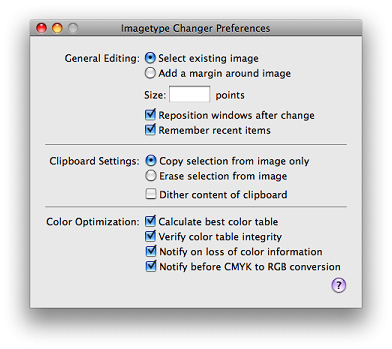 Imagetype Changer Preferences
General Editing: Select existing image
Add a margin around image
Size: points
Reposition windows after change
Remember recent items
Clipboard Settings: Copy selection from image only
Erase selection from image
Dither content of clipboard
Color Optimization: Calculate best color table
Verify color table integrity
Notify on loss of color information
Notify before CMYK to RGB conversion
?